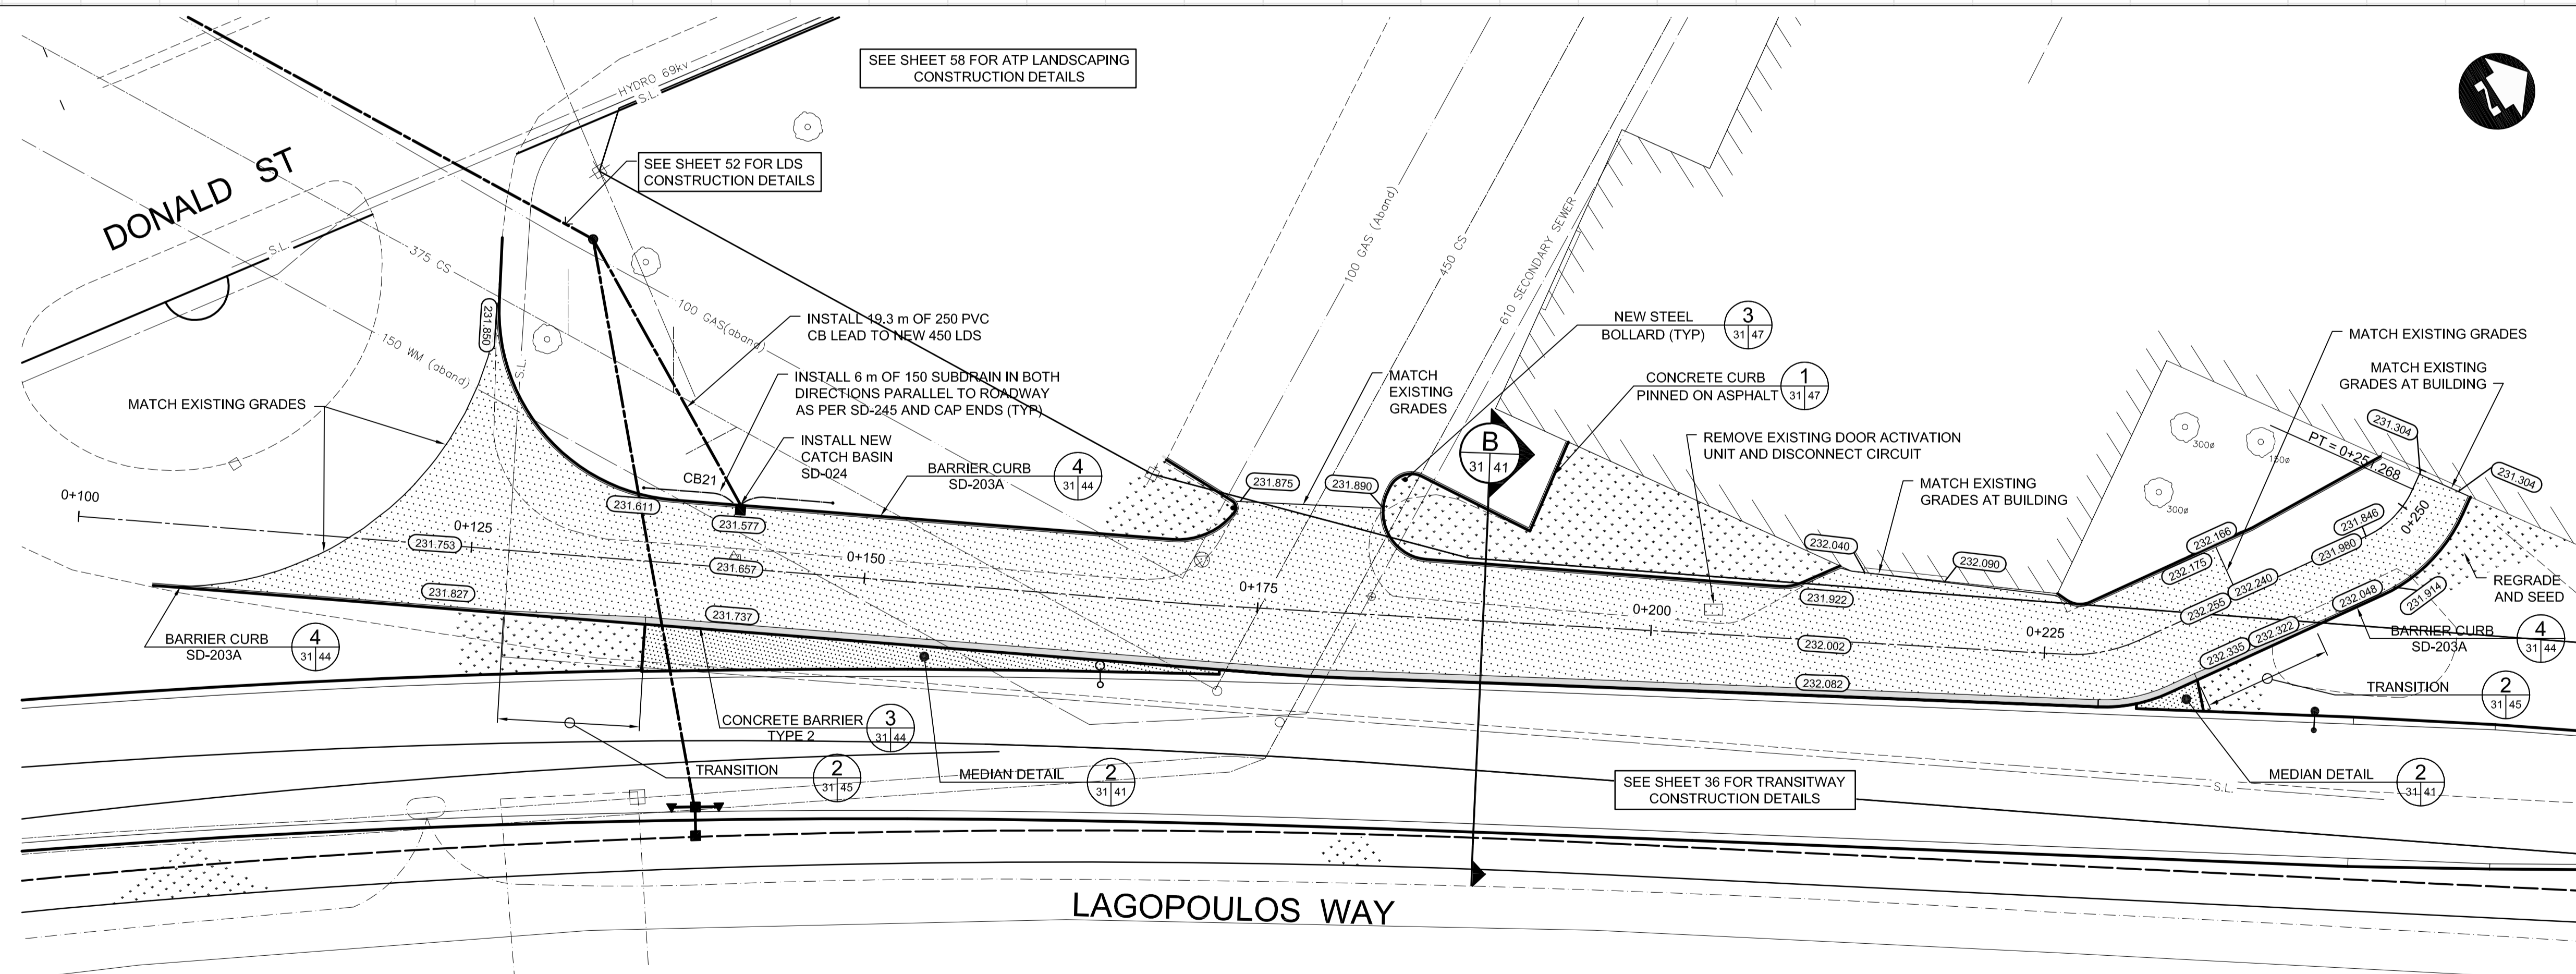 SEE SHEET 58 FOR ATP LANDSCAPING
CONSTRUCTION DETAILS
HYDRO 69kv
S.L.
N
SEE SHEET 52 FOR LDS
CONSTRUCTION DETAILS
DONALD ST
S.L.
375 CS
100 GAS (Aband)
450 CS
610 SECONDARY SEWER
231.850
150 WM (aband)
S.L.
100 GAS(aband)
INSTALL 19.3 m OF 250 PVC
CB LEAD TO NEW 450 LDS
NEW STEEL
BOLLARD (TYP)
3
31 47
MATCH EXISTING GRADES
MATCH EXISTING
GRADES AT BUILDING
INSTALL 6 m OF 150 SUBDRAIN IN BOTH
DIRECTIONS PARALLEL TO ROADWAY
AS PER SD-245 AND CAP ENDS (TYP)
MATCH
EXISTING
GRADES
CONCRETE CURB
PINNED ON ASPHALT
1
31 47
MATCH EXISTING GRADES
INSTALL NEW
CATCH BASIN
SD-024
B
31 41
REMOVE EXISTING DOOR ACTIVATION
UNIT AND DISCONNECT CIRCUIT
300ø
150ø
300ø
PT = 0+251.268
231.304
231.304
BARRIER CURB
SD-203A
4
31 44
CB21
231.875
231.890
MATCH EXISTING
GRADES AT BUILDING
0+100
231.611
231.577
0+125
231.753
231.657
0+150
232.040
232.090
232.166
232.175
231.846
231.980
0+250
231.827
231.737
0+175
231.922
0+200
232.240
232.255
232.048
231.914
REGRADE
AND SEED
BARRIER CURB
SD-203A
4
31 44
232.002
0+225
232.322
232.335
BARRIER CURB
SD-203A
4
31 44
232.082
TRANSITION
2
31 45
CONCRETE BARRIER
TYPE 2
3
31 44
TRANSITION
2
31 45
MEDIAN DETAIL
2
31 41
SEE SHEET 36 FOR TRANSITWAY
CONSTRUCTION DETAILS
MEDIAN DETAIL
2
31 41
S.L.
LAGOPOULOS WAY